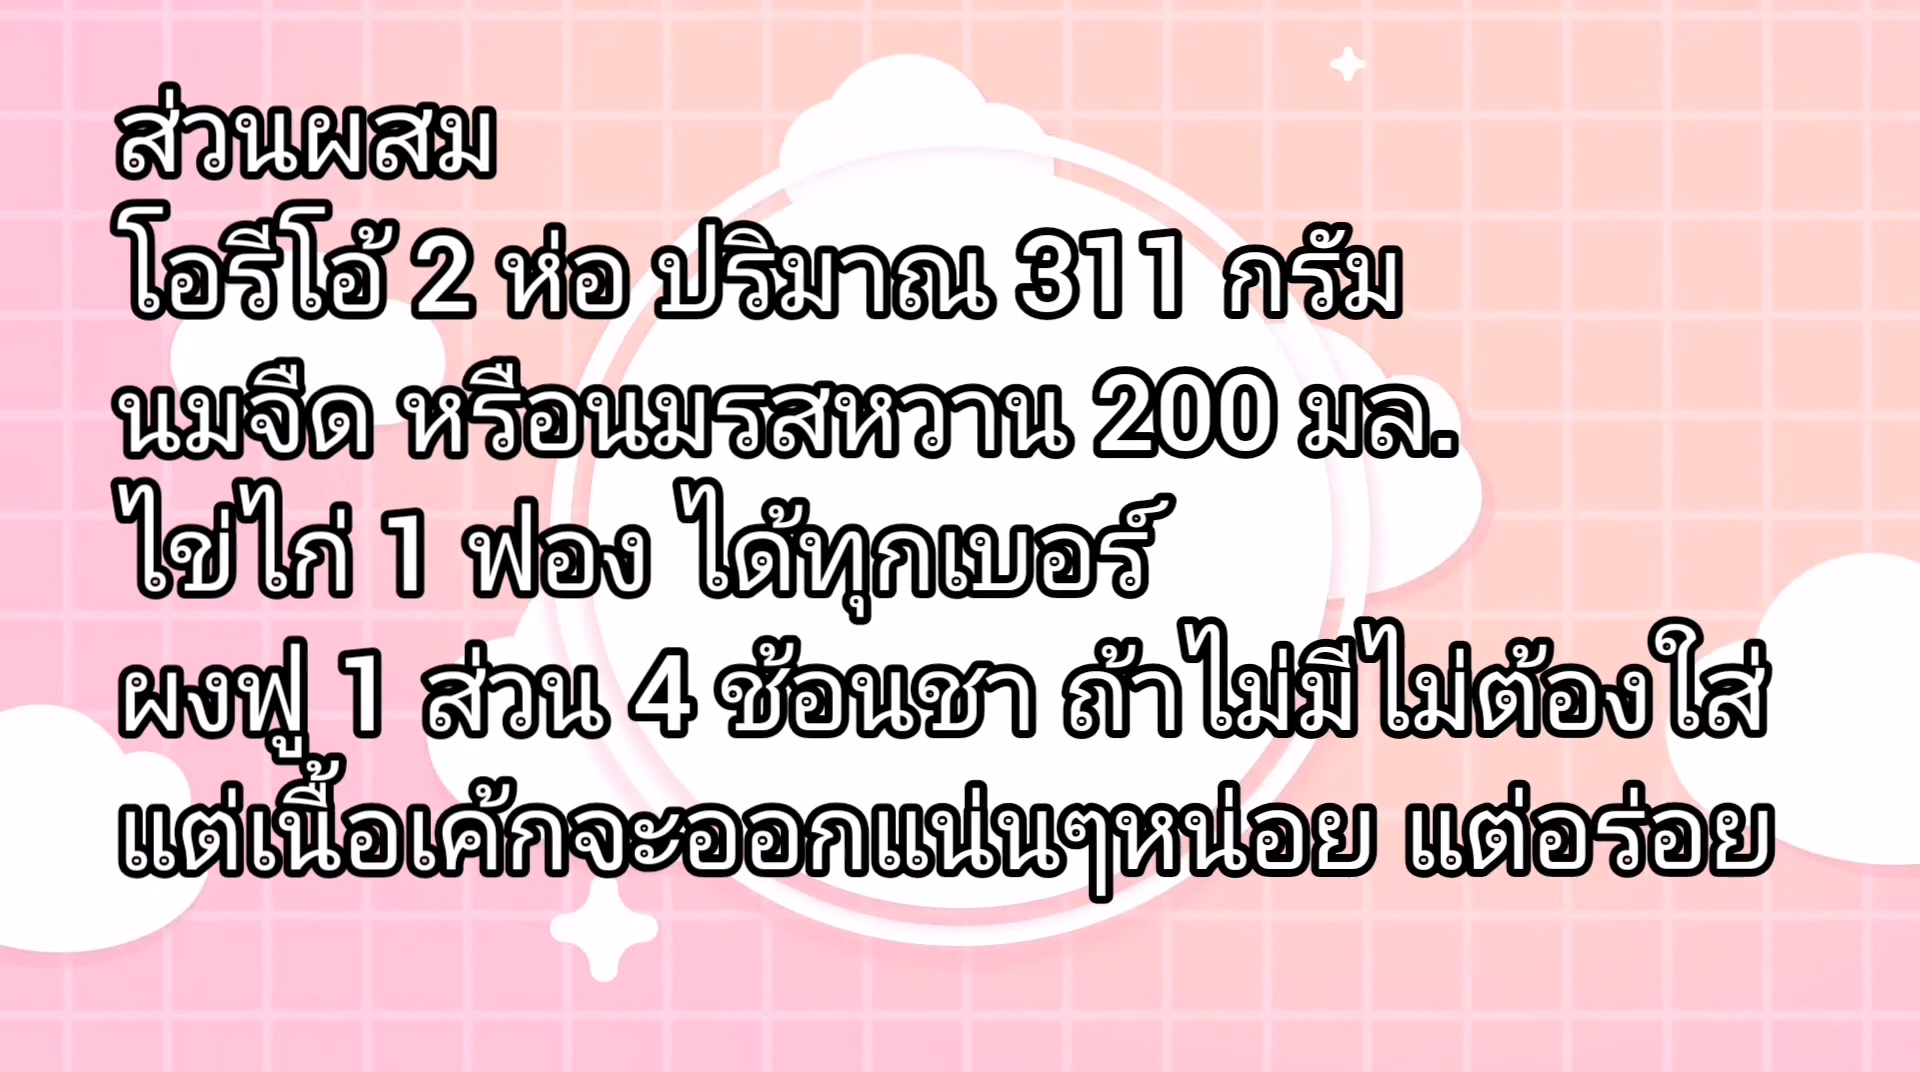 ส่วนผสม
โอรีโอ้ 2 ห่อ ปริมาณ 311 กรัม
นมจืด หรือนมรสหวาน 200 มล.
ไข่ไก่ 1 ฟอง ได้ทุกเบอร์
ผงฟู 1 ส่วน 4 ช้อนชา ถ้าไม่มีไม่ต้องใส่
แต่เนื้อเค้กจะออกแน่นๆหน่อย แต่อร่อย